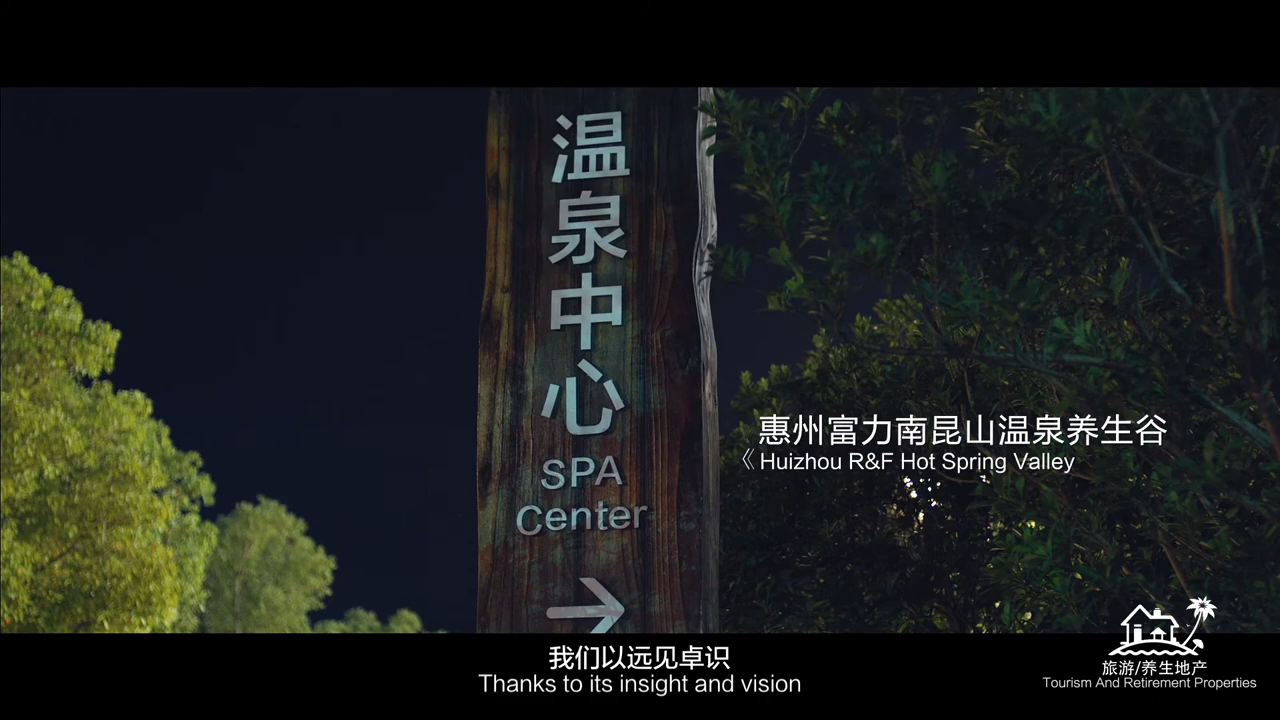 温泉中心
SPA
Center
惠州富力南昆山温泉养生谷
《 Huizhou R&F Hot Spring Valley
我们以远见卓识
Thanks to its insight and vision
旅游/养生地产
Tourism And Retirement Properties